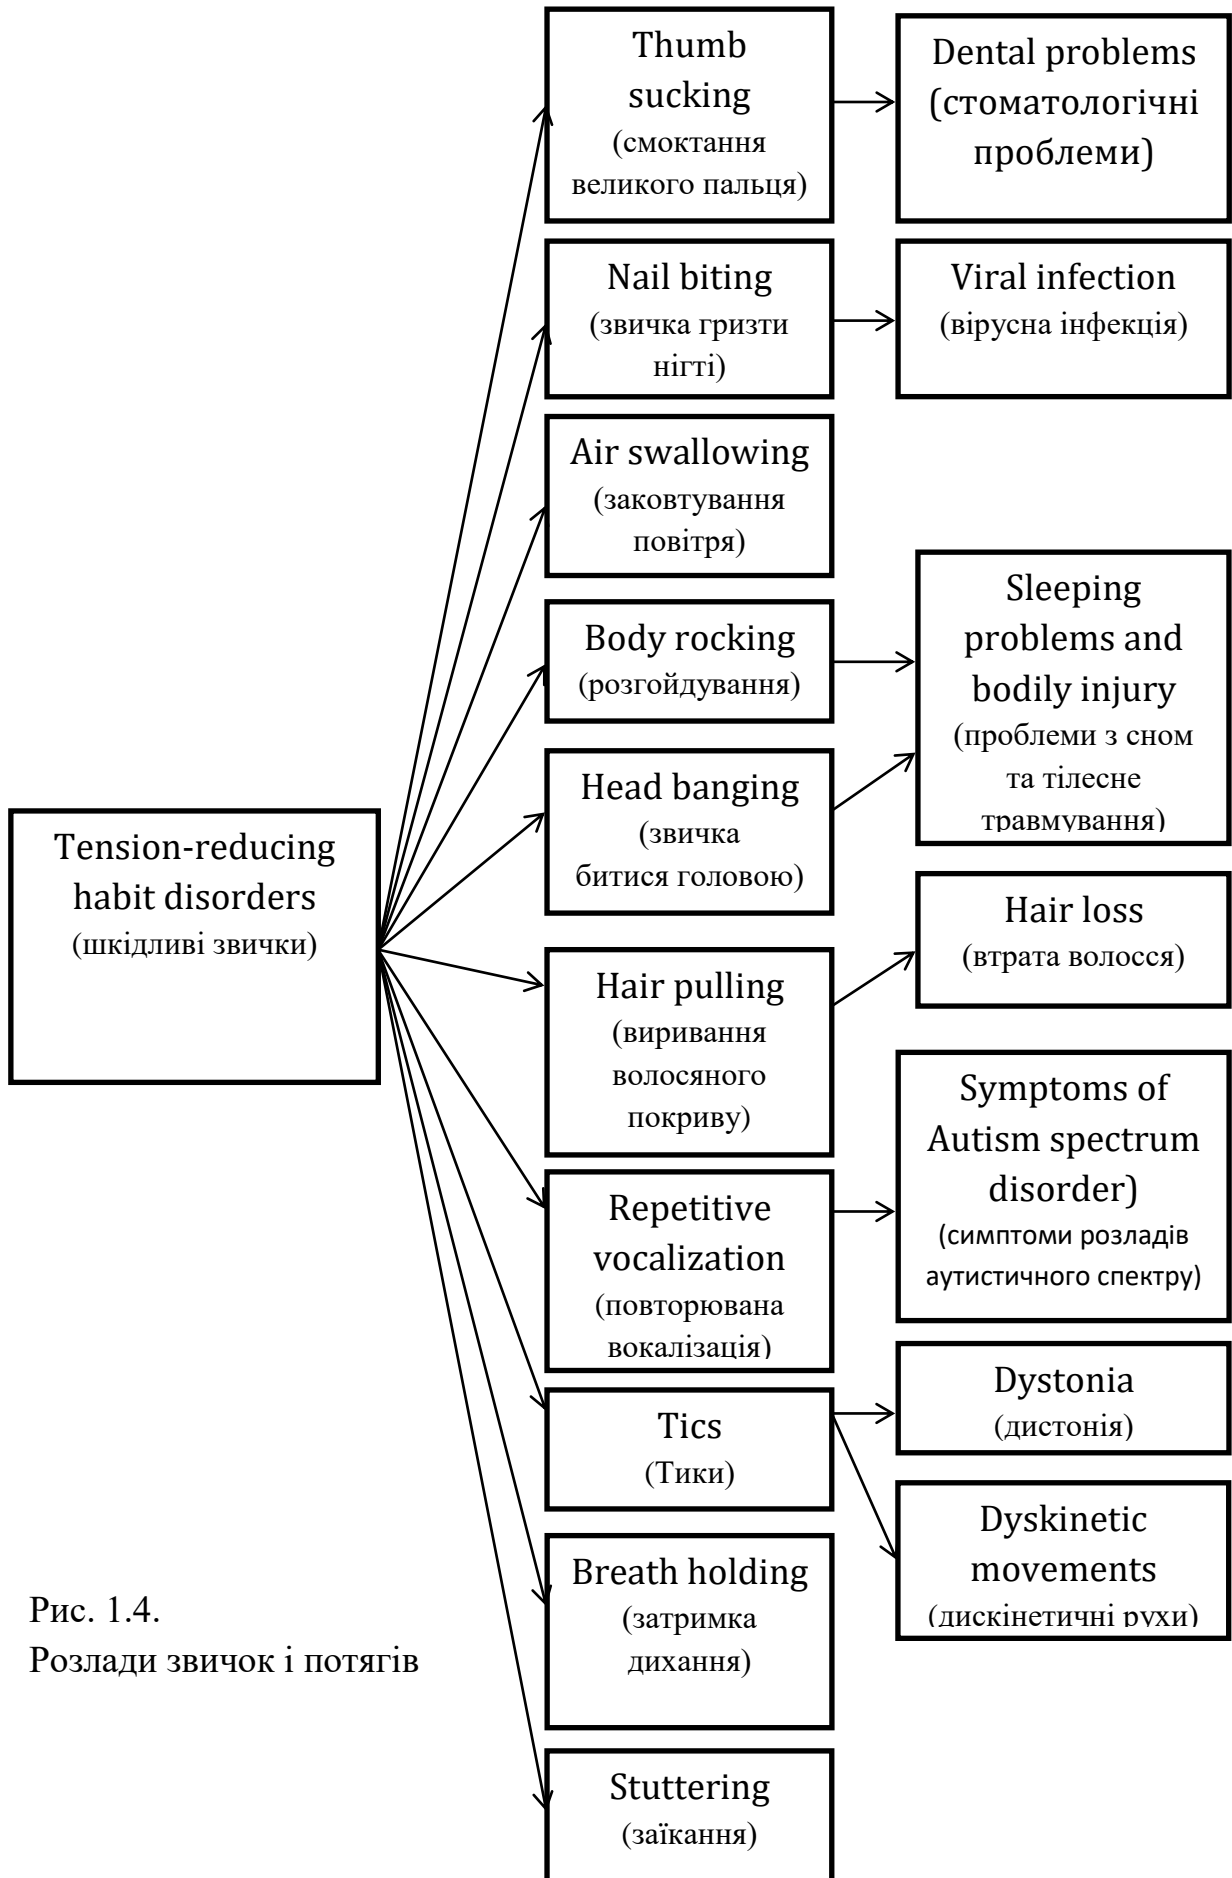 Thumb
sucking
(смоктання
великого пальця)
Dental problems
(стоматологічні
проблеми)
Nail biting
(звичка гризти
нігті)
Viral infection
(вірусна інфекція)
Air swallowing
(заковтування
повітря)
Body rocking
(розгойдування)
Sleeping
problems and
bodily injury
(проблеми з сном
та тілесне
травмування)
Head banging
(звичка
битися головою)
Tension-reducing
habit disorders
(шкідливі звички)
Hair loss
(втрата волосся)
Hair pulling
(виривання
волосяного
покриву)
Symptoms of
Autism spectrum
disorder)
(симптоми розладів
аутистичного спектру)
Repetitive
vocalization
(повторювана
вокалізація)
Dystonia
(дистонія)
Tics
(Тики)
Dyskinetic
movements
(дискінетичні рухи)
Breath holding
(затримка
дихання)
Рис. 1.4.
Розлади звичок і потягів
Stuttering
(заїкання)